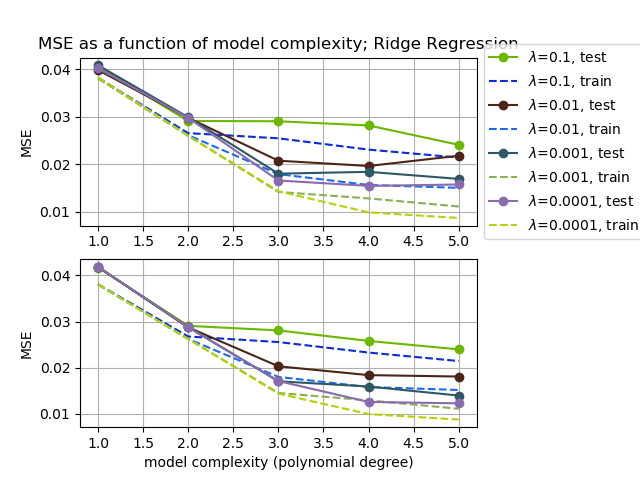 MSE as a function of model complexity; Ridge Regression
λ=0.1, test
λ=0.1, train
λ=0.01, test
λ=0.01, train
λ=0.001, test
λ=0.001, train
λ=0.0001, test
λ=0.0001, train
MSE
0.04
0.03
0.02
0.01
1.0 1.5 2.0 2.5 3.0 3.5 4.0 4.5 5.0
MSE
0.04
0.03
0.02
0.01
1.0 1.5 2.0 2.5 3.0 3.5 4.0 4.5 5.0
model complexity (polynomial degree)